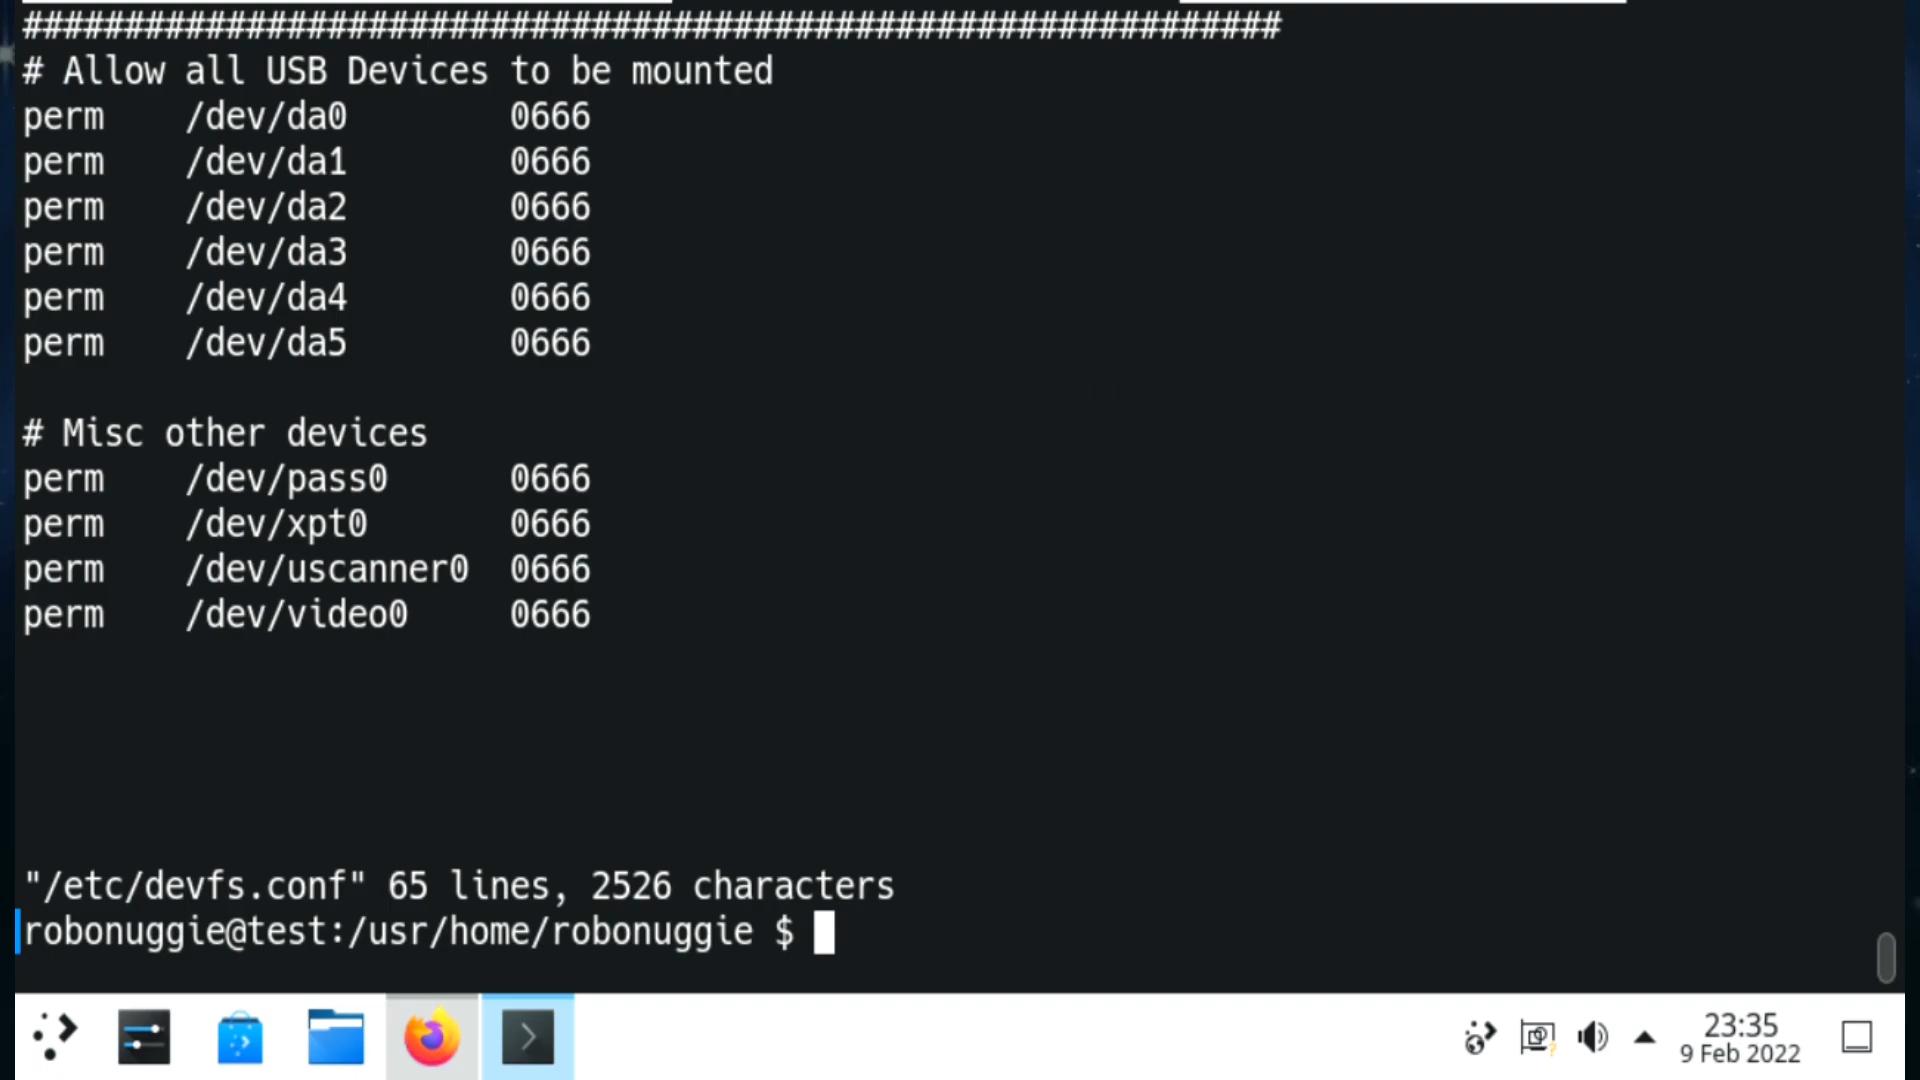 ##############################################################
# Allow all USB Devices to be mounted
perm    /dev/da0        0666
perm    /dev/da1        0666
perm    /dev/da2        0666
perm    /dev/da3        0666
perm    /dev/da4        0666
perm    /dev/da5        0666
# Misc other devices
perm    /dev/pass0      0666
perm    /dev/xpt0       0666
perm    /dev/uscanner0  0666
perm    /dev/video0     0666
"/etc/devfs.conf" 65 lines, 2526 characters
robonuggie@test:/usr/home/robonuggie $
23:35
9 Feb 2022